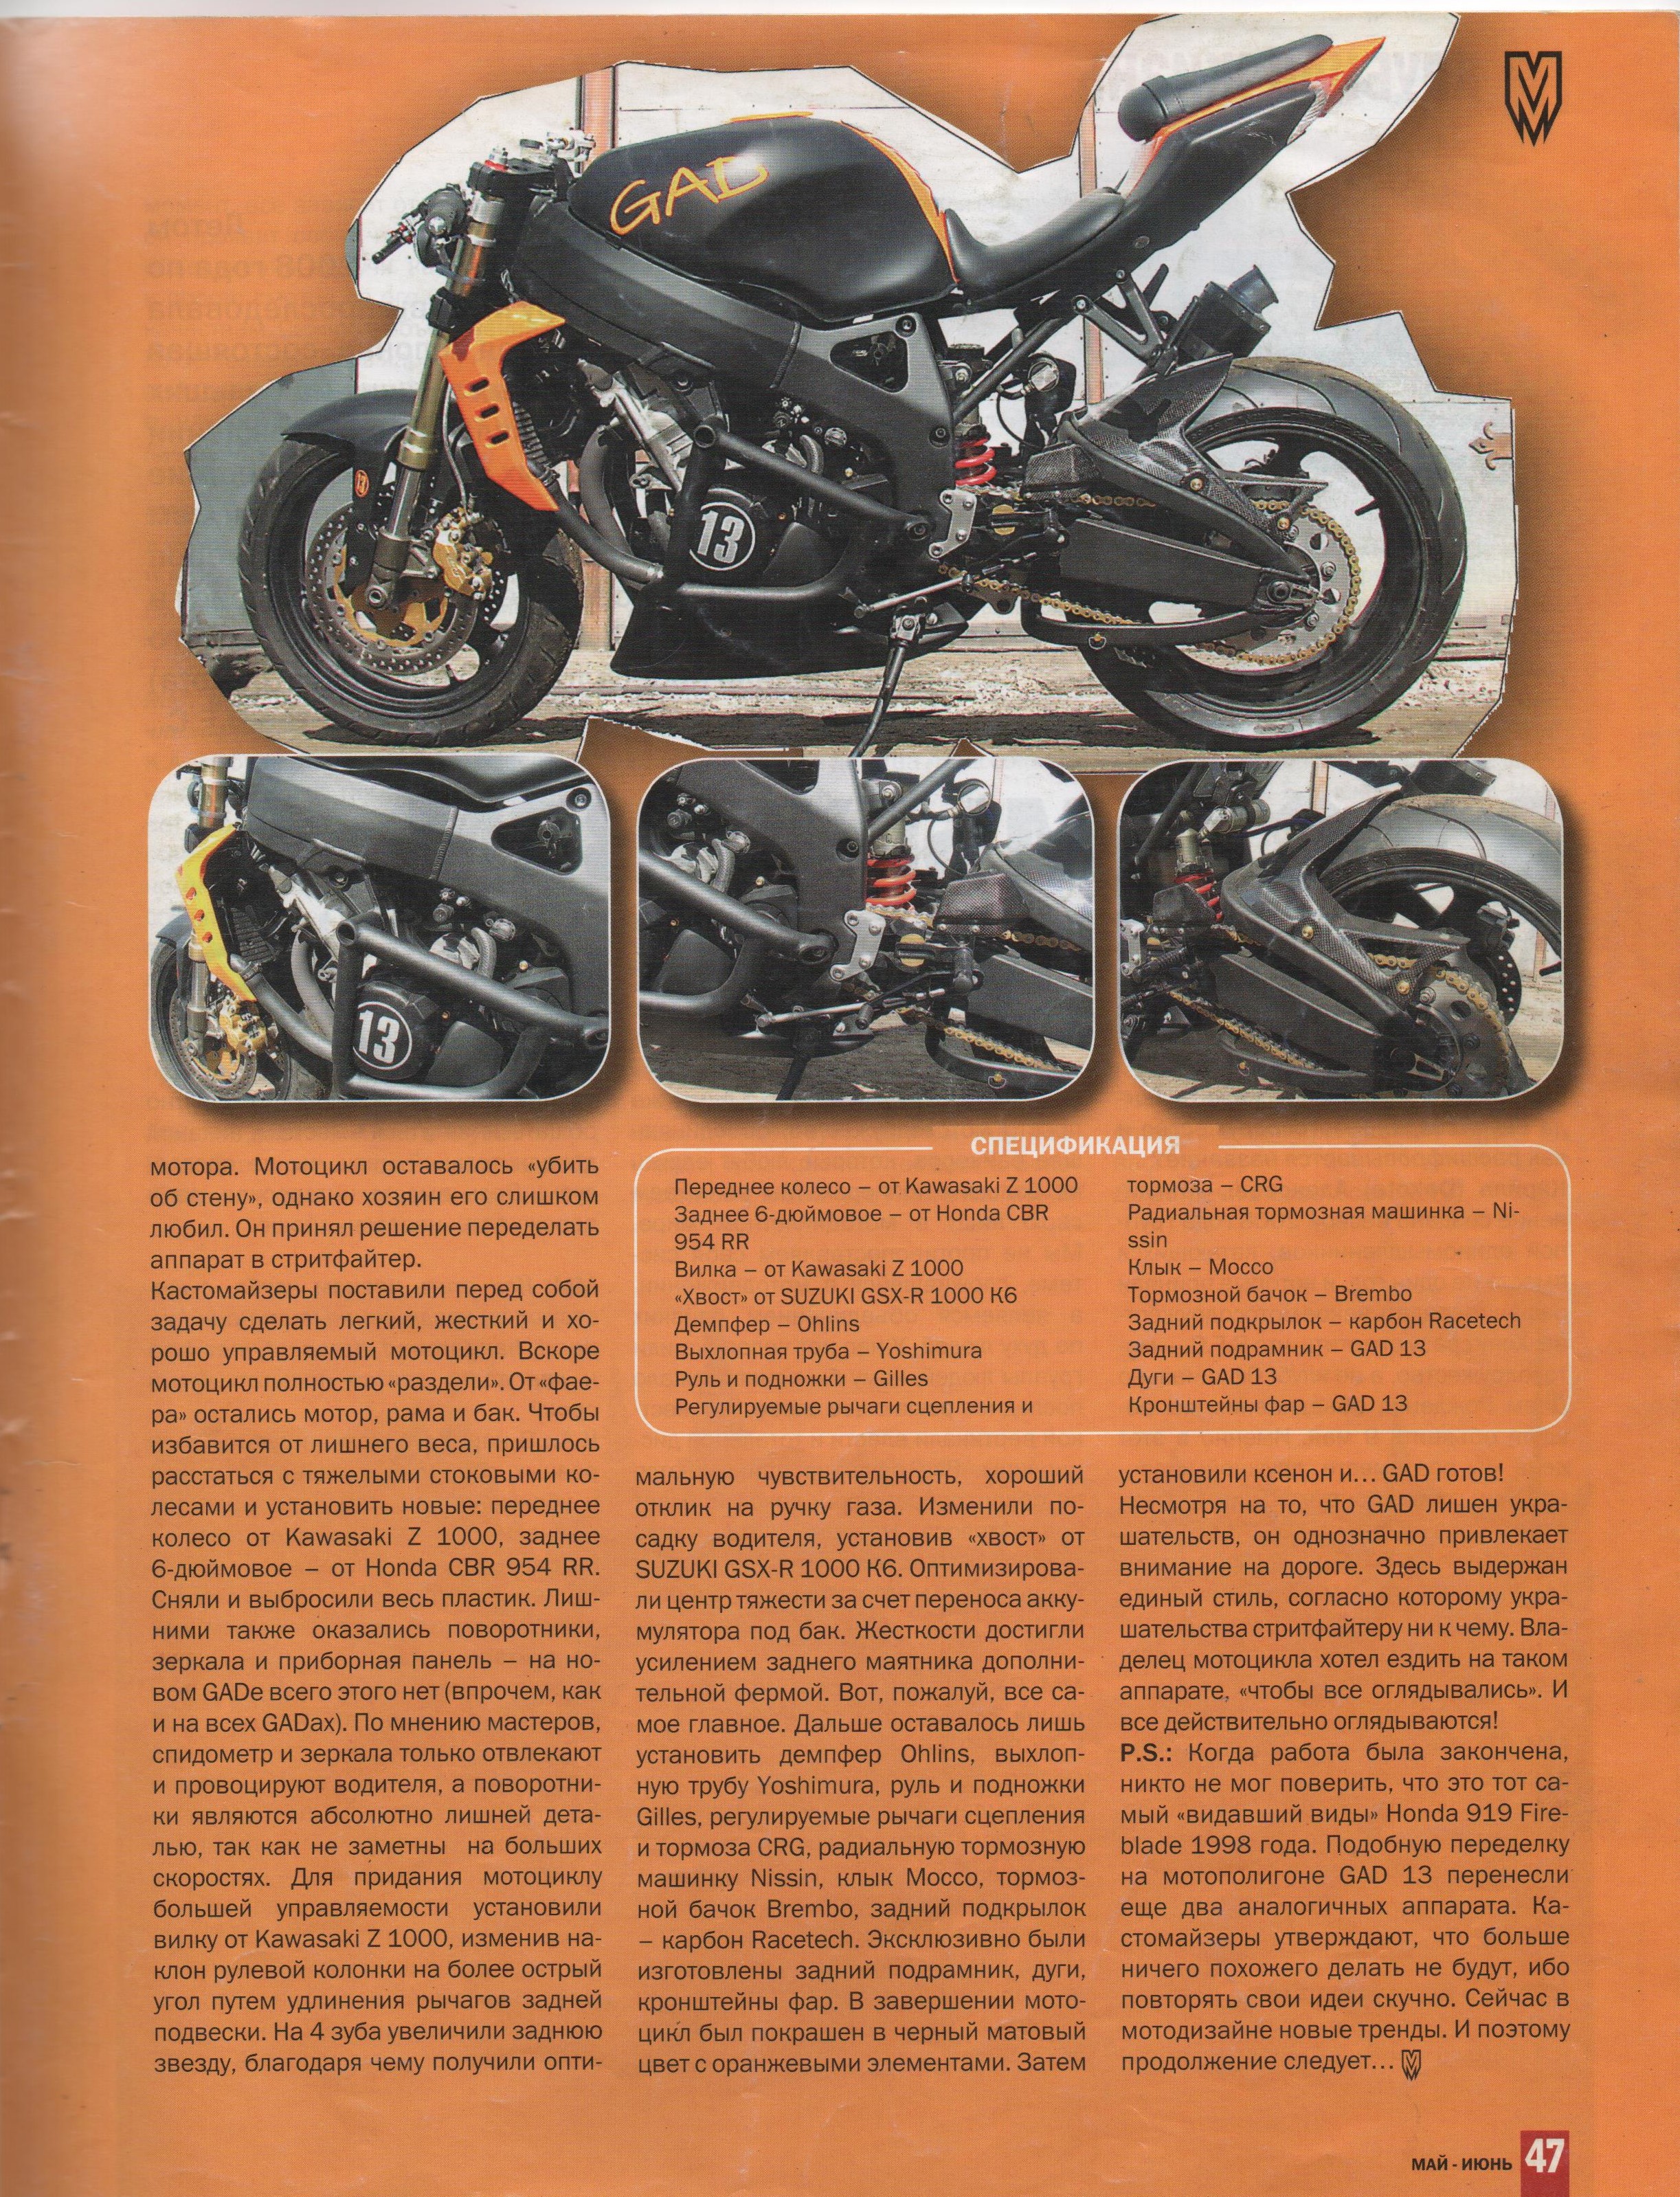 GAD
13
13
мотора. Мотоцикл оставалось «убить
об стену», однако хозяин его слишком
любил. Он принял решение переделать
аппарат в стритфайтер.
Кастомайзеры поставили перед собой
задачу сделать легкий, жесткий и хо-
рошо управляемый мотоцикл. Вскоре
мотоцикл полностью «раздели». От «фае-
ра» остались мотор, рама и бак. Чтобы
избавится от лишнего веса, пришлось
расстаться с тяжелыми стоковыми ко-
лесами и установить новые: переднее
колесо от Kawasaki Z 1000, заднее
6-дюймовое – от Honda CBR 954 RR.
Сняли и выбросили весь пластик. Лиш-
ними также оказались поворотники,
зеркала и приборная панель – на но-
вом GADе всего этого нет (впрочем, как
и на всех GADах). По мнению мастеров,
спидометр и зеркала только отвлекают
и провоцируют водителя, а поворотни-
ки являются абсолютно лишней дета-
лью, так как не заметны на больших
скоростях. Для придания мотоциклу
большей управляемости установили
вилку от Kawasaki Z 1000, изменив на-
клон рулевой колонки на более острый
угол путем удлинения рычагов задней
подвески. На 4 зуба увеличили заднюю
звезду, благодаря чему получили опти-
СПЕЦИФИКАЦИЯ
Переднее колесо – от Kawasaki Z 1000
Заднее 6-дюймовое – от Honda CBR
954 RR
Вилка – от Kawasaki Z 1000
«Хвост» от SUZUKI GSX-R 1000 K6
Демпфер – Ohlins
Выхлопная труба – Yoshimura
Руль и подножки – Gilles
Регулируемые рычаги сцепления и
тормоза – CRG
Радиальная тормозная машинка – Ni-
ssin
Клык – Мосco
Тормозной бачок – Brembo
Задний подкрылок – карбон Racetech
Задний подрамник – GAD 13
Дуги – GAD 13
Кронштейны фар – GAD 13
мальную чувствительность, хороший
отклик на ручку газа. Изменили по-
садку водителя, установив «хвост» от
SUZUKI GSX-R 1000 K6. Оптимизирова-
ли центр тяжести за счет переноса акку-
мулятора под бак. Жесткости достигли
усилением заднего маятника дополни-
тельной фермой. Вот, пожалуй, все са-
мое главное. Дальше оставалось лишь
установить демпфер Ohlins, выхлоп-
ную трубу Yoshimura, руль и подножки
Gilles, регулируемые рычаги сцепления
и тормоза CRG, радиальную тормозную
машинку Nissin, клык Мосco, тормоз-
ной бачок Brembo, задний подкрылок
– карбон Racetech. Эксклюзивно были
изготовлены задний подрамник, дуги,
кронштейны фар. В завершении мото-
цикл был покрашен в черный матовый
цвет с оранжевыми элементами. Затем
установили ксенон и... GAD готов!
Несмотря на то, что GAD лишен укра-
шательств, он однозначно привлекает
внимание на дороге. Здесь выдержан
единый стиль, согласно которому укра-
шательства стритфайтеру ни к чему. Вла-
делец мотоцикла хотел ездить на таком
аппарате, «чтобы все оглядывались». И
все действительно оглядываются!
P.S.: Когда работа была закончена,
никто не мог поверить, что это тот са-
мый «видавший виды» Honda 919 Fire-
blade 1998 года. Подобную переделку
на мотополигоне GAD 13 перенесли
еще два аналогичных аппарата. Ка-
стомайзеры утверждают, что больше
ничего похожего делать не будут, ибо
повторять свои идеи скучно. Сейчас в
мотодизайне новые тренды. И поэтому
продолжение следует...
МАЙ - ИЮНЬ 47